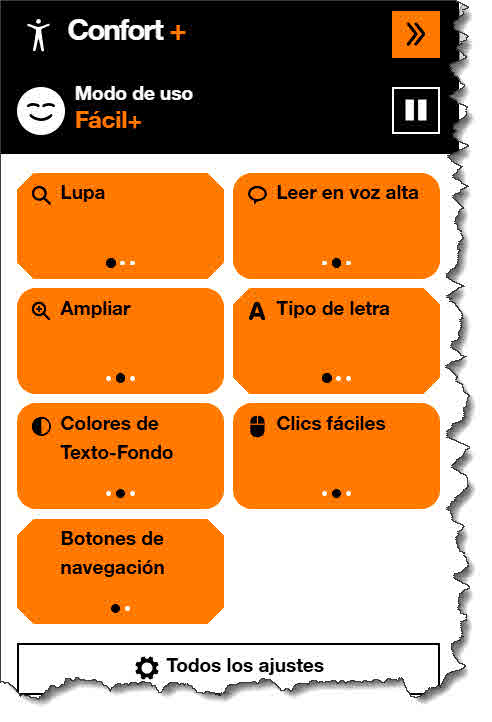 Confort +
Modo de uso
Fácil+
Lupa
Leer en voz alta
Ampliar
Tipo de letra
Colores de
Texto-Fondo
Clics fáciles
Botones de
navegación
Todos los ajustes